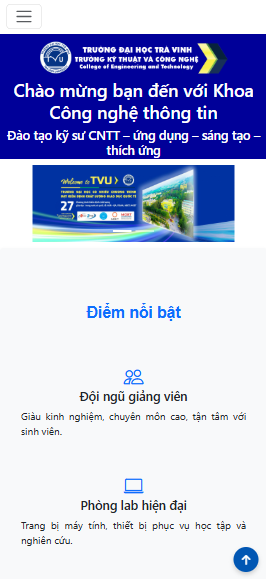 TRƯỜNG ĐẠI HỌC TRÀ VINH
TRƯỜNG KỸ THUẬT VÀ CÔNG NGHỆ
College of Engineering and Technology
TVU
Chào mừng bạn đến với Khoa
Công nghệ thông tin
Đào tạo kỹ sư CNTT – ứng dụng – sáng tạo –
thích ứng
Welcome to TVU
27
Điểm nổi bật
Đội ngũ giảng viên
Giàu kinh nghiệm, chuyên môn cao, tận tâm với
sinh viên.
Phòng lab hiện đại
Trang bị máy tính, thiết bị phục vụ học tập và
nghiên cứu.